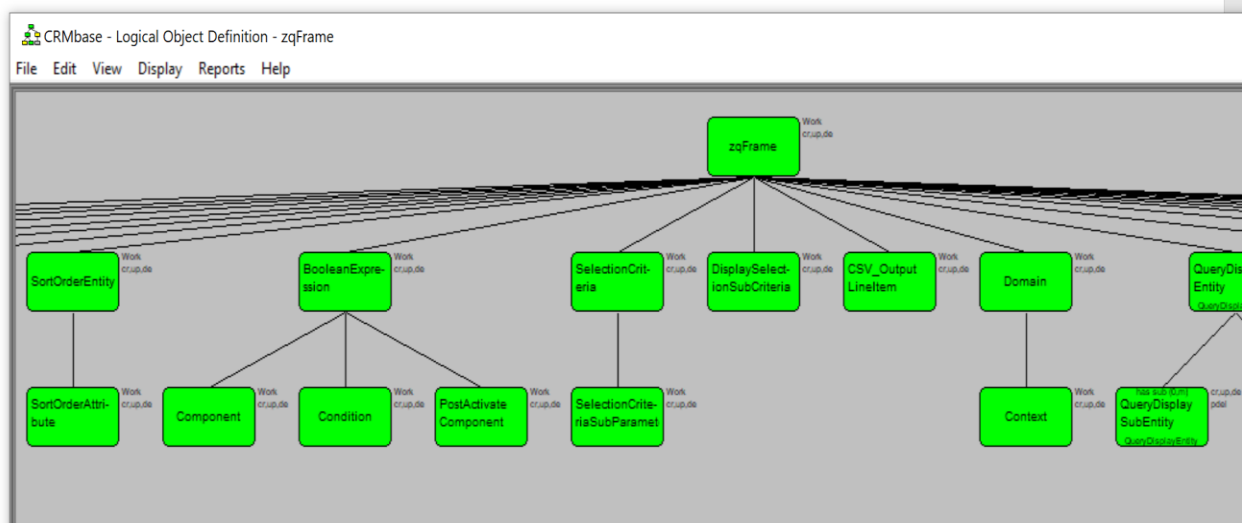 CRMbase - Logical Object Definition - zqFrame
File Edit View Display Reports Help
zqFrame
Work
cr,up,de
SortOrderEntity
Work
cr,up,de
BooleanExpre-
ssion
Work
cr,up,de
SelectionCrit-
eria
Work
cr,up,de
DisplaySelect-
ionSubCriteria
Work
cr,up,de
CSV_Output
LineItem
Work
cr,up,de
Domain
Work
cr,up,de
Entity
SortOrderAttri-
bute
Work
cr,up,de
Component
Work
cr,up,de
Condition
Work
cr,up,de
PostActivate
Component
Work
cr,up,de
SelectionCrite-
riaSubParamet
Work
cr,up,de
Context
Work
cr,up,de
has sub (0,m)
QueryDisplay
SubEntity
QueryDisplayEntity
cr,up,de
pdel